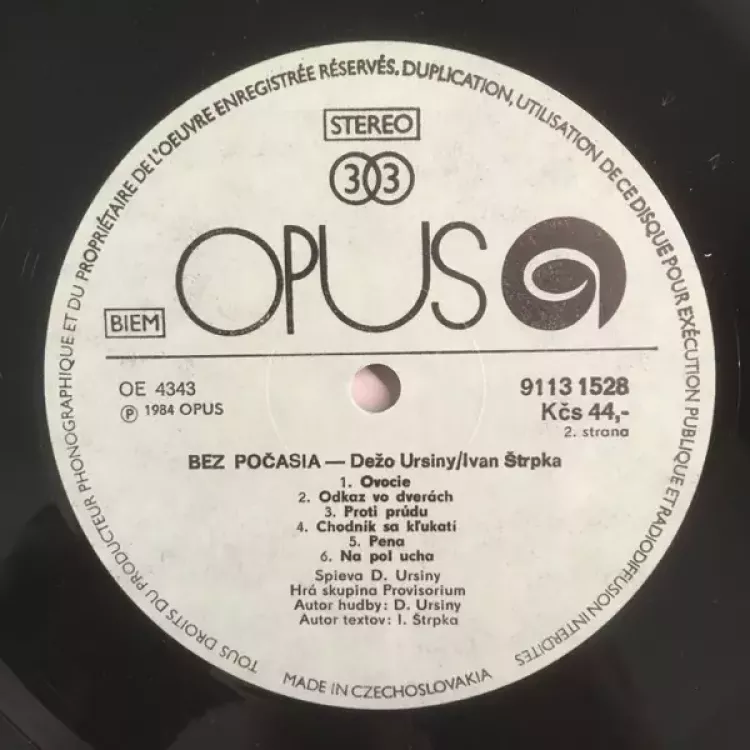 TOUS DROITS DU PRODUCTEUR PHONOGRAPHIQUE ET DU PROPRIÉTAIRE DE L'OEUVRE ENREGISTRÉE RÉSERVÉS. DUPLICATION, UTILISATION DE CE DISQUE POUR EXÉCUTION PUBLIQUE ET RADIODIFFUSION INTERDITES
STEREO
33
OPUS
BIEM
OE 4343
Ⓟ 1984 OPUS
9113 1528
Kčs 44,-
2. strana
BEZ POČASIA — Dežo Ursiny/Ivan Štrpka
1. Ovocie
2. Odkaz vo dverách
3. Proti prúdu
4. Chodník sa kľukatí
5. Pena
6. Na pol ucha
Spieva D. Ursiny
Hrá skupina Provisorium
Autor hudby: D. Ursiny
Autor textov: I. Štrpka
MADE IN CZECHOSLOVAKIA